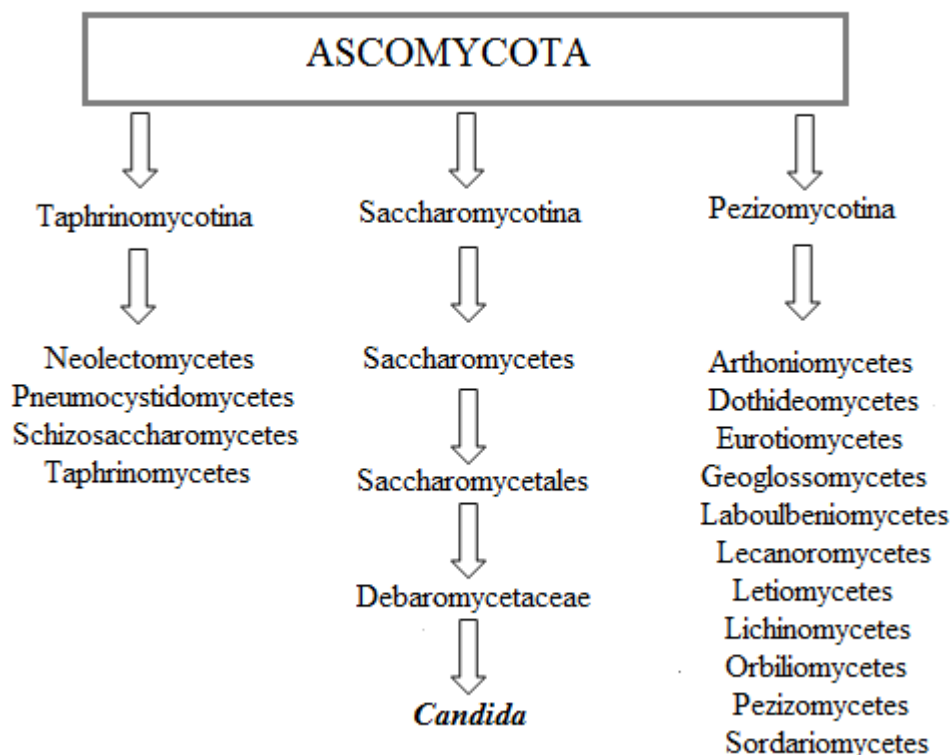 ASCOMYCOTA
Taphrinomycotina
Saccharomycotina
Pezizomycotina
Neolectomycetes
Pneumocystidomycetes
Schizosaccharomycetes
Taphrinomycetes
Saccharomycetes
Saccharomycetales
Debaromycetaceae
Candida
Arthoniomycetes
Dothideomycetes
Eurotiomycetes
Geoglossomycetes
Laboulbeniomycetes
Lecanoromycetes
Letiomycetes
Lichinomycetes
Orbiliomycetes
Pezizomycetes
Sordariomycetes